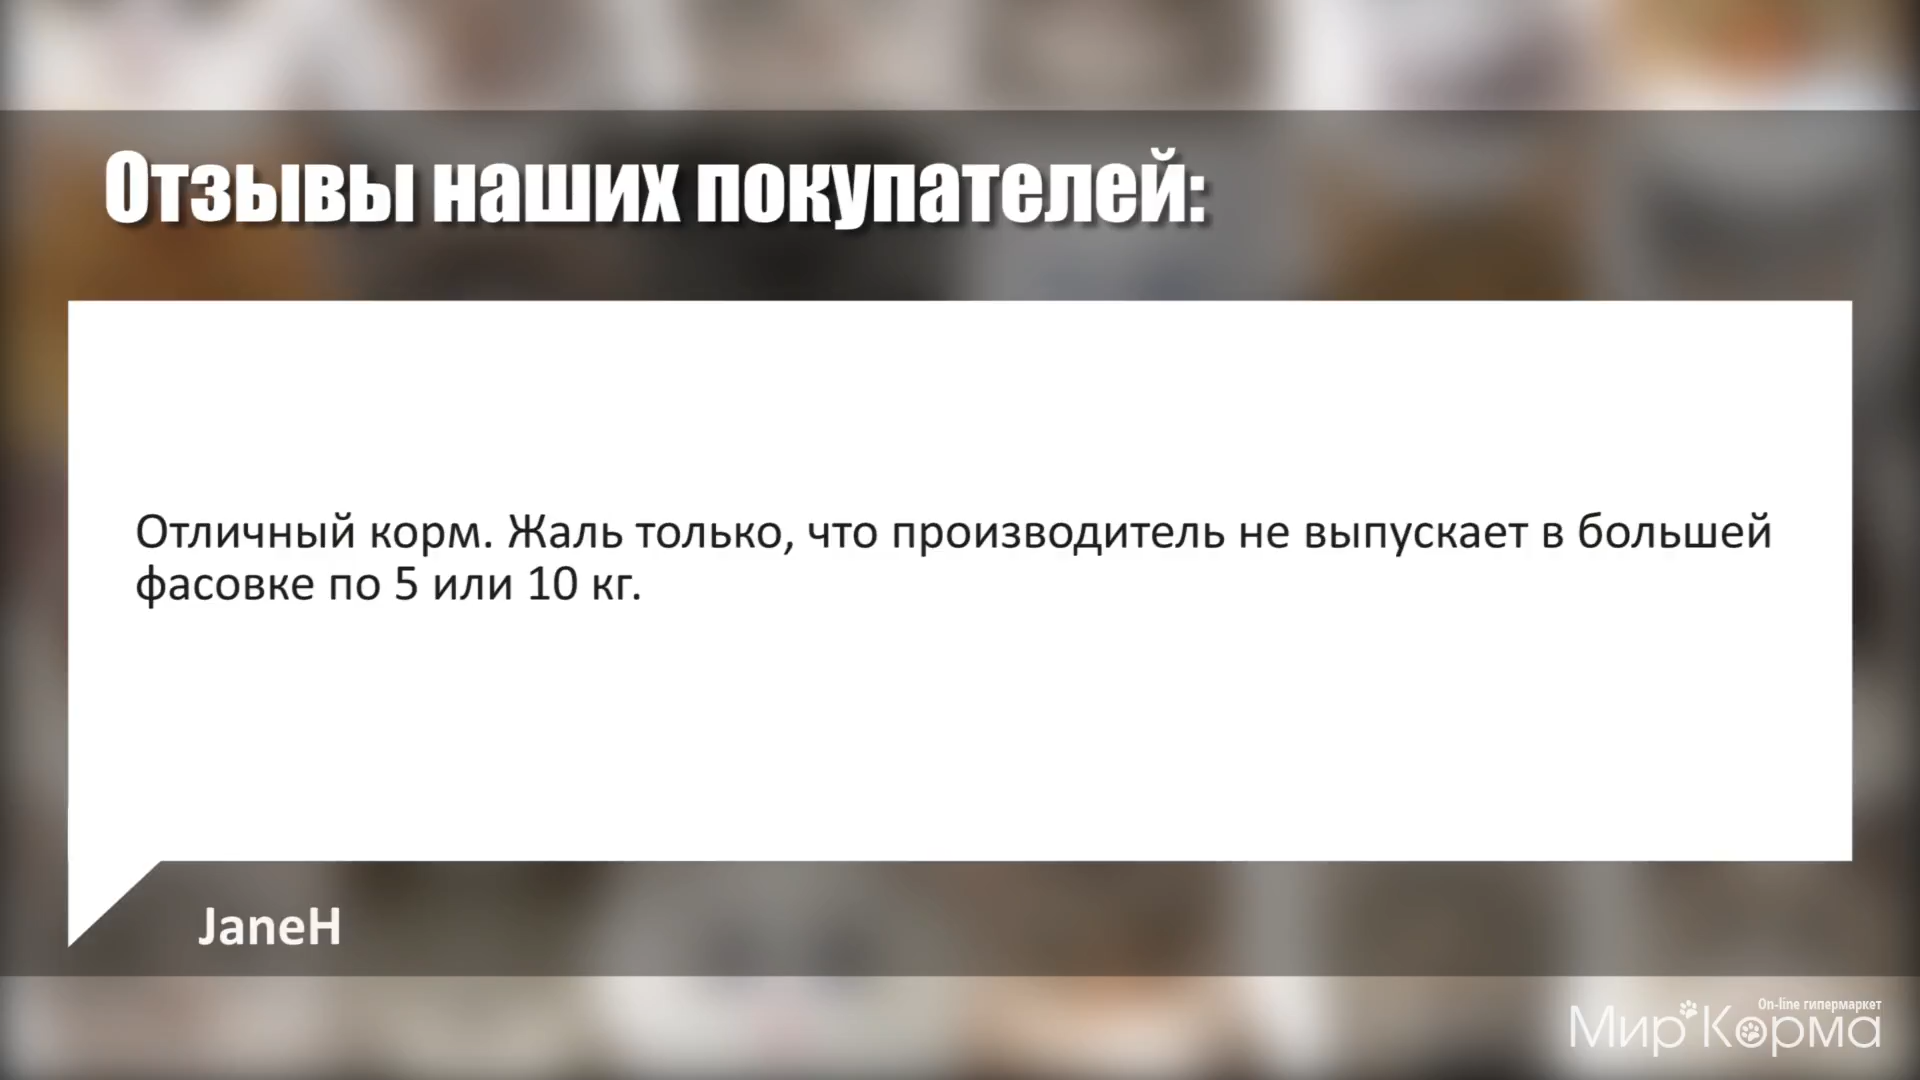 Отзывы наших покупателей:
Отличный корм. Жаль только, что производитель не выпускает в большей
фасовке по 5 или 10 кг.
JaneH
On-line гипермаркет
Мир Корма